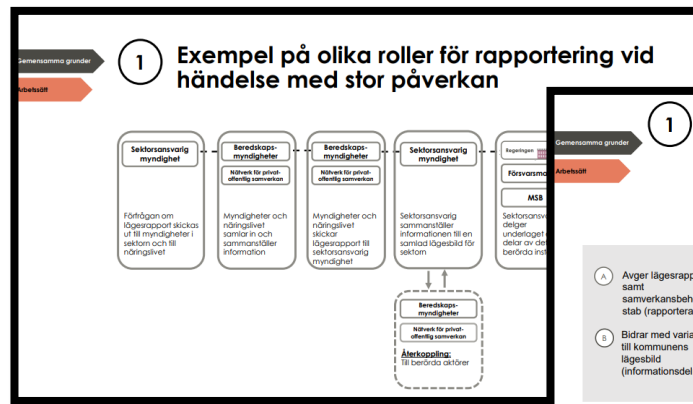 Gemensamma grunder
Arbetssätt
1
Exempel på olika roller för rapportering vid
händelse med stor påverkan
Sektorsansvarig
myndighet
Förfrågan om
lägesrapport skickas
ut till myndigheter i
sektorn och till
näringslivet
Beredskaps-
myndigheter
Nätverk för privat-
offentlig samverkan
Myndigheter och
näringslivet
samlar in och
sammanställer
information
Beredskaps-
myndigheter
Nätverk för privat-
offentlig samverkan
Myndigheter och
näringslivet
skickar
lägesrapport till
sektorsansvarig
myndighet
Sektorsansvarig
myndighet
Sektorsansvarig
sammanställer
informationen till en
samlad lägesbild för
sektorn
Regeringen
Försvarsma
MSB
Sektorsansva
delger
underlaget
delar av det
berörda inst
Beredskaps-
myndigheter
Nätverk för privat-
offentlig samverkan
Återkoppling:
Till berörda aktörer
1
Gemensamma grunder
Arbetssätt
A
Avger lägesrapp
samt
samverkansbeh
stab (rapportera
B
Bidrar med varia
till kommunens
lägesbild
(informationsdel